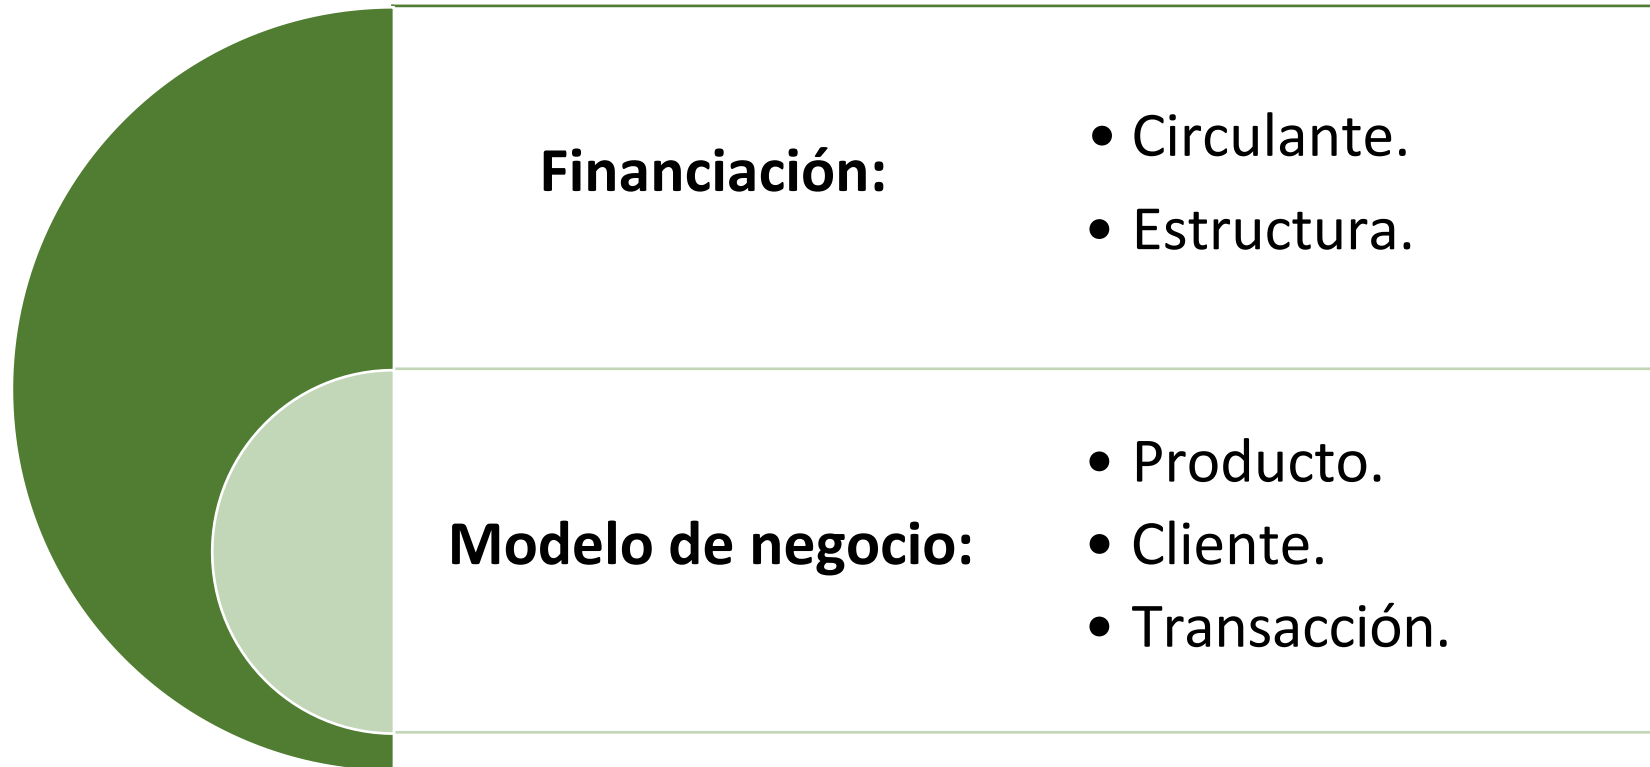 Financiación:
• Circulante.
• Estructura.
Modelo de negocio:
• Producto.
• Cliente.
• Transacción.